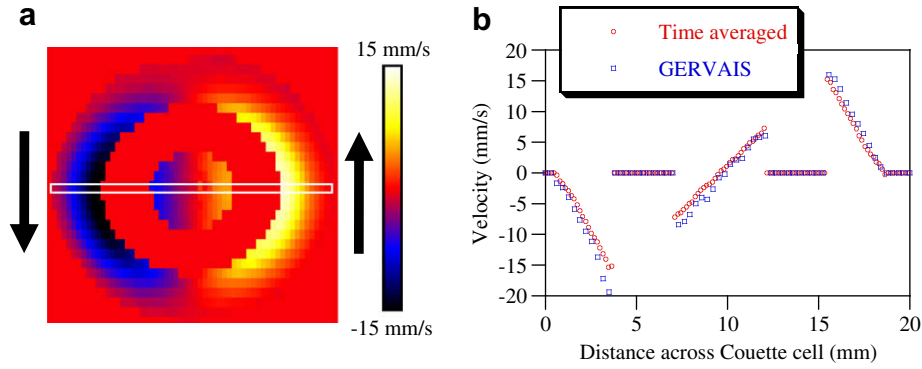 a
15 mm/s
-15 mm/s
b
Time averaged
GERVAIS
Velocity (mm/s)
20
15
10
5
0
-5
-10
-15
-20
0
5
10
15
20
Distance across Couette cell (mm)